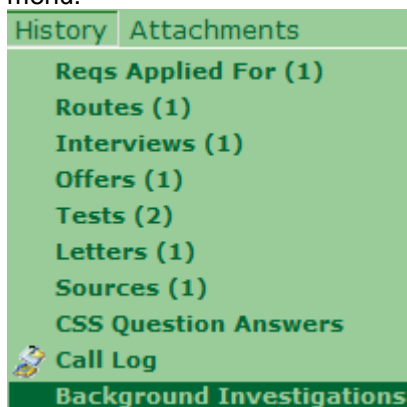 menu.
History Attachments
Reqs Applied For (1)
Routes (1)
Interviews (1)
Offers (1)
Tests (2)
Letters (1)
Sources (1)
CSS Question Answers
Call Log
Background Investigations